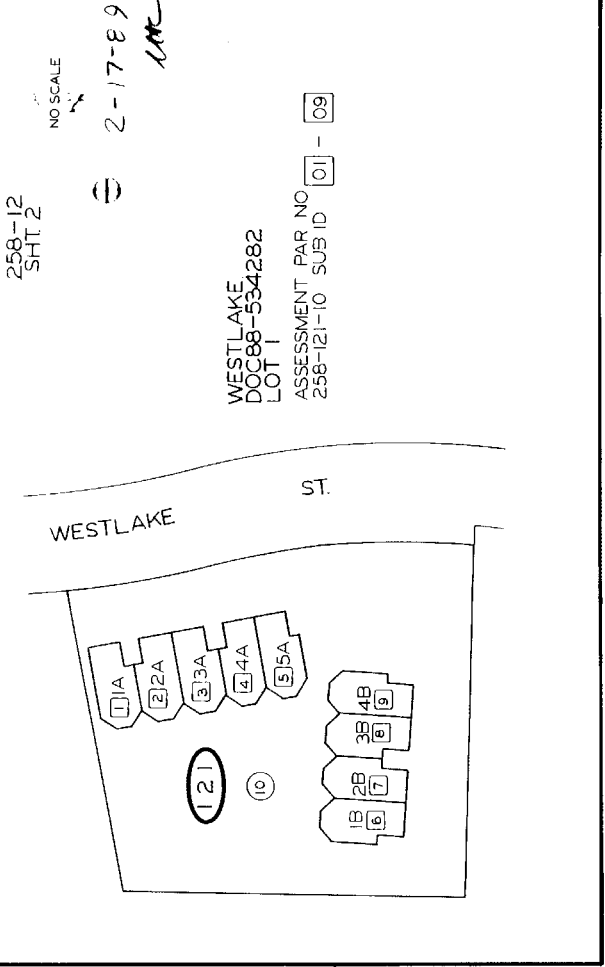 258-12
SHT. 2
NO SCALE
2-17-89
WESTLAKE
DOC88-534282
LOT 1
ASSESSMENT PAR NO
258-121-10 SUB ID 01 - 09
WESTLAKE ST.
1 1A
2 2A
3 3A
4 4A
5 5A
121
10
1B 6
2B 7
3B 8
4B 9